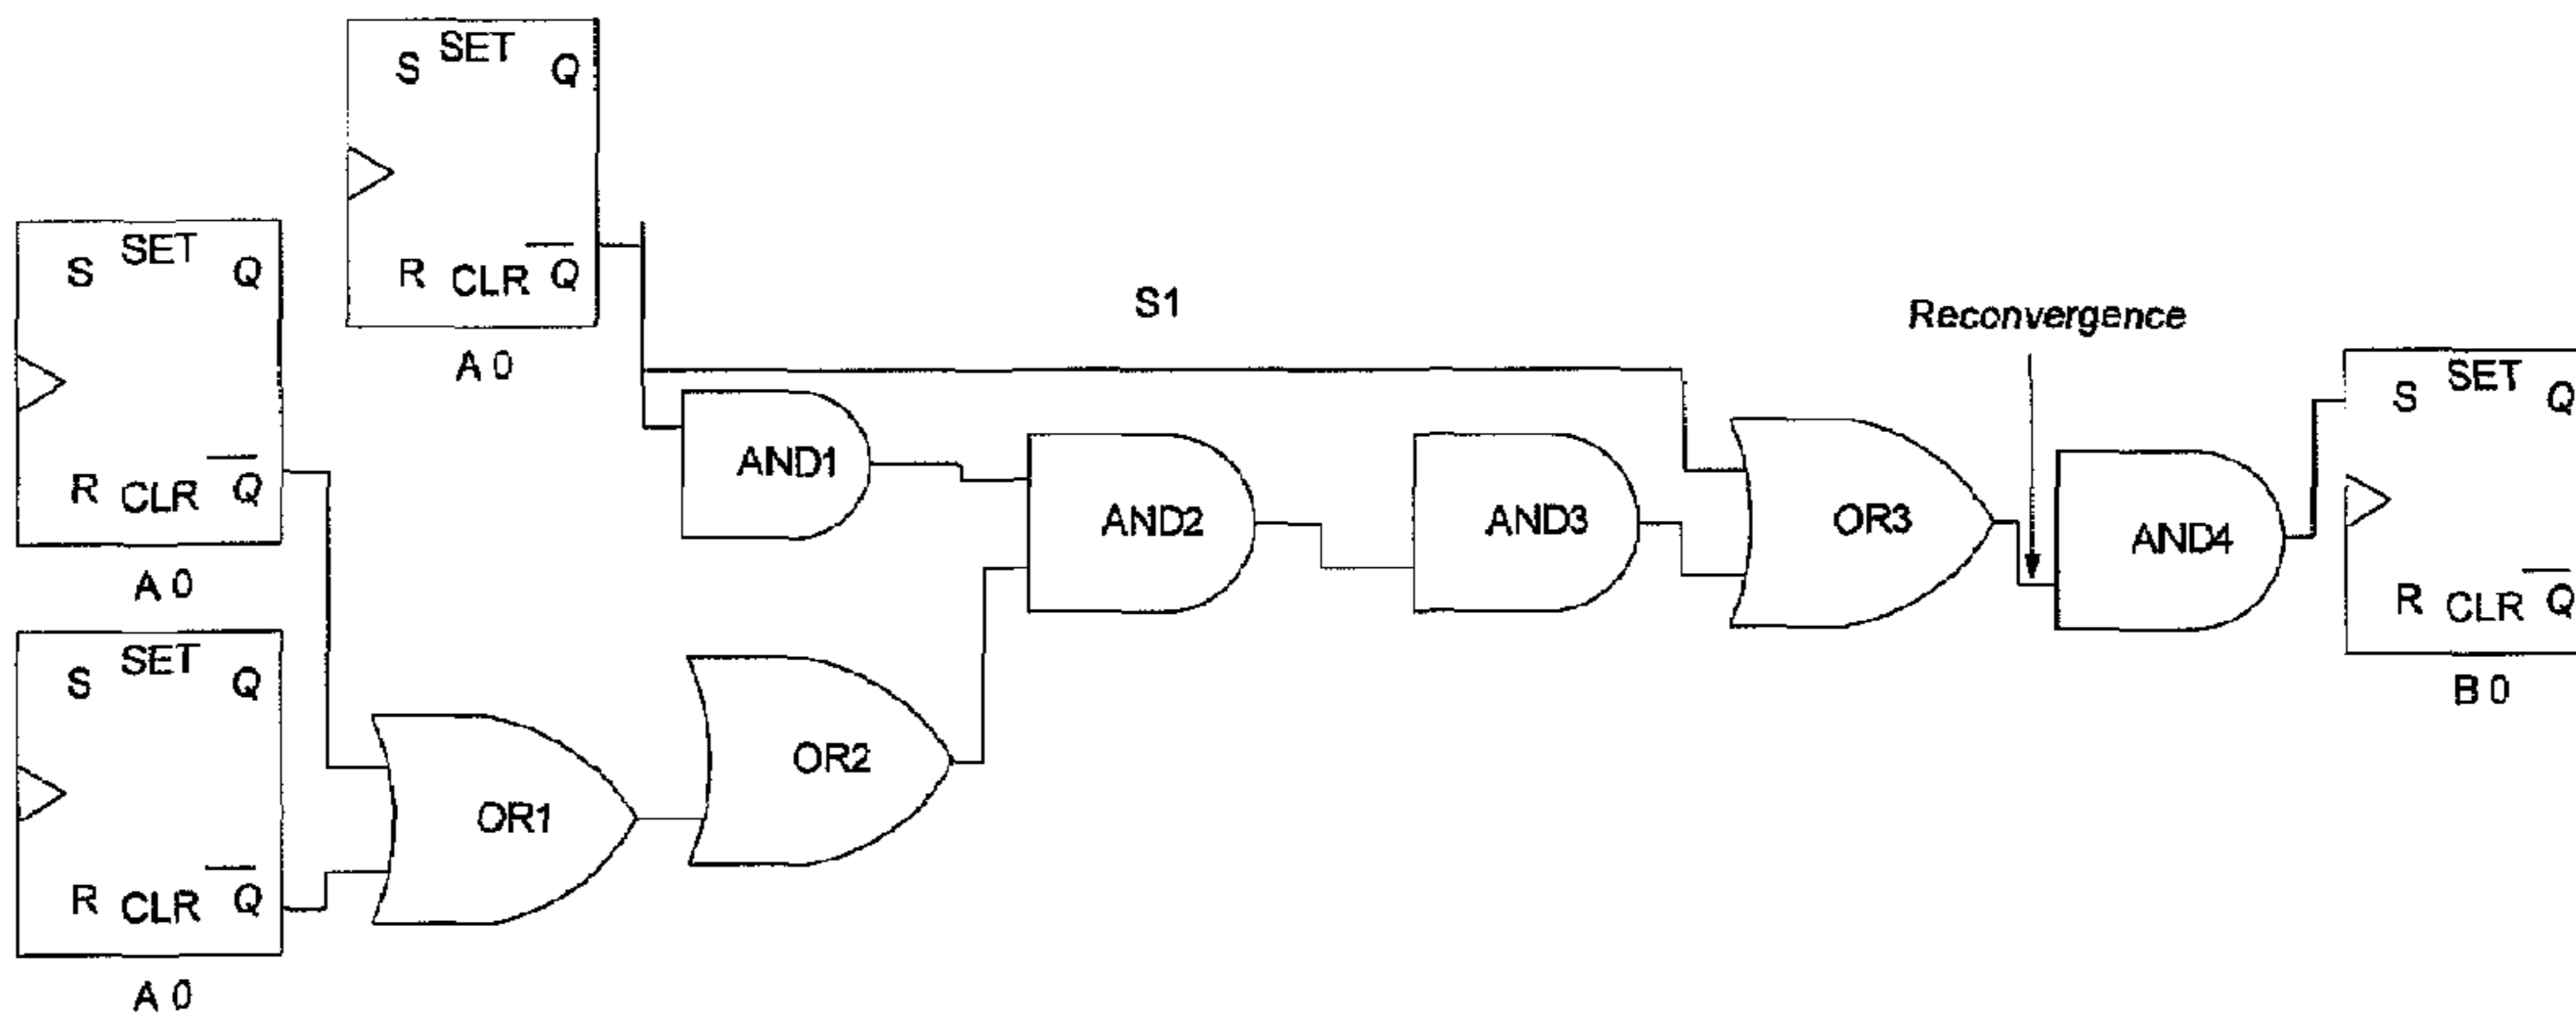 S SET Q
R CLR Q
A 0
S SET Q
R CLR Q
A 0
S SET Q
R CLR Q
A 0
S1
Reconvergence
AND1
AND2
AND3
OR3
AND4
OR1
OR2
S SET Q
R CLR Q
B 0